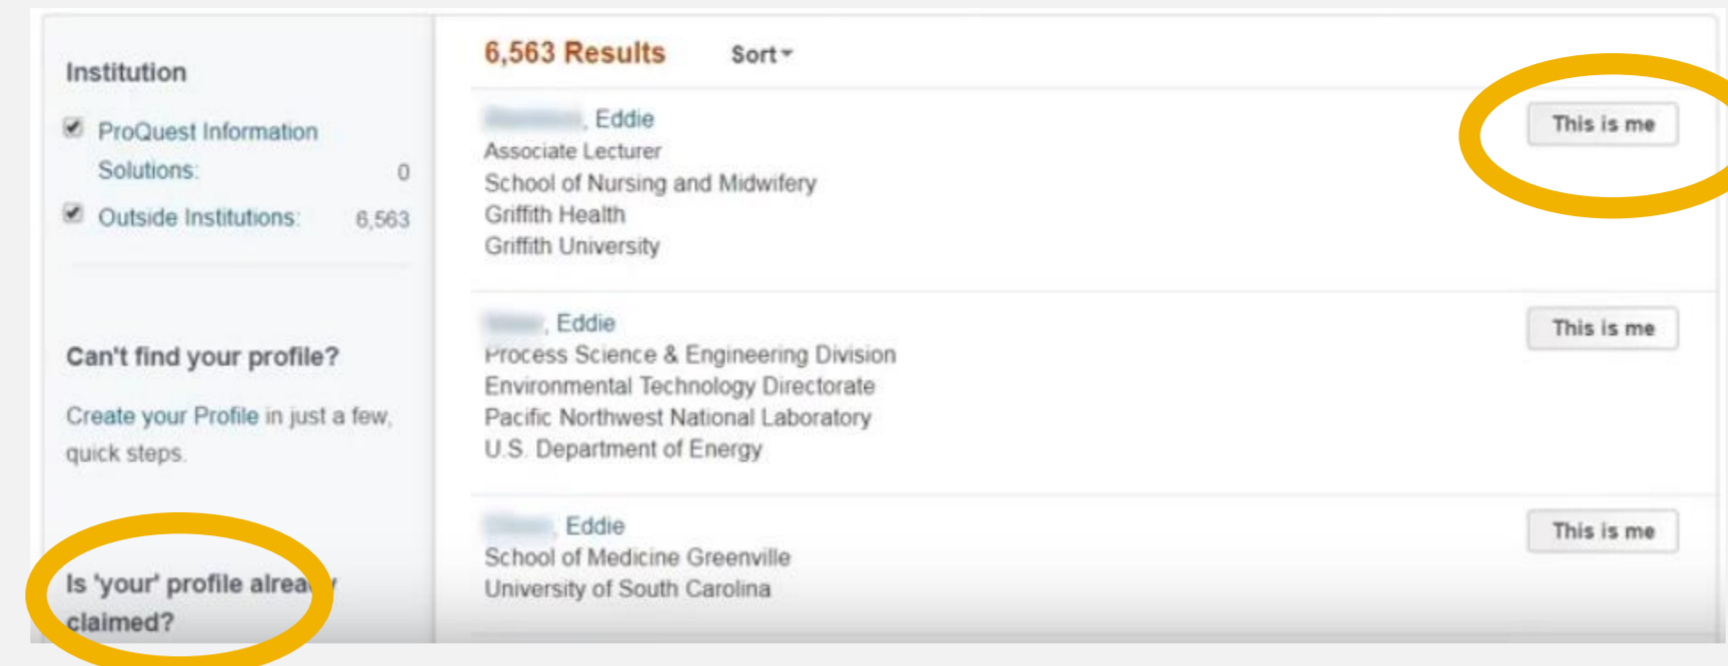 Institution
ProQuest Information
Solutions: 0
Outside Institutions: 6,563
Can't find your profile?
Create your Profile in just a few,
quick steps.
Is 'your' profile already
claimed?
6,563 Results Sort
, Eddie This is me
Associate Lecturer
School of Nursing and Midwifery
Griffith Health
Griffith University
, Eddie This is me
Process Science & Engineering Division
Environmental Technology Directorate
Pacific Northwest National Laboratory
U.S. Department of Energy
, Eddie This is me
School of Medicine Greenville
University of South Carolina